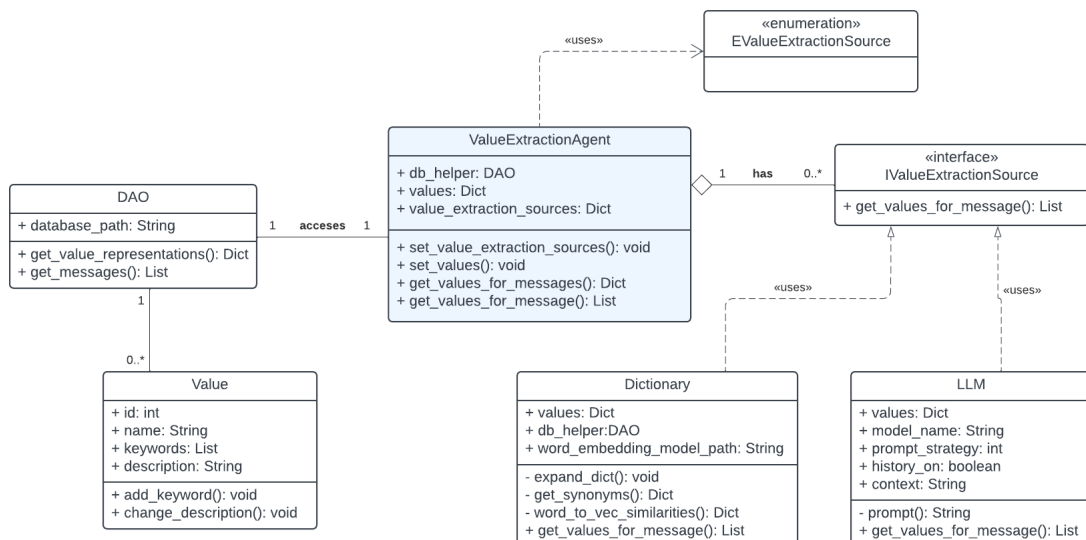 «enumeration»
EValueExtractionSource
«uses»
ValueExtractionAgent
+ db_helper: DAO
+ values: Dict
+ value_extraction_sources: Dict
+ set_value_extraction_sources(): void
+ set_values(): void
+ get_values_for_messages(): Dict
+ get_values_for_message(): List
1 has 0..*
«interface»
IValueExtractionSource
+ get_values_for_message(): List
DAO
+ database_path: String
+ get_value_representations(): Dict
+ get_messages(): List
1 acceses 1
1
0..*
«uses»
«uses»
Value
+ id: int
+ name: String
+ keywords: List
+ description: String
+ add_keyword(): void
+ change_description(): void
Dictionary
+ values: Dict
+ db_helper:DAO
+ word_embedding_model_path: String
- expand_dict(): void
- get_synonyms(): Dict
- word_to_vec_similarities(): Dict
+ get_values_for_message(): List
LLM
+ values: Dict
+ model_name: String
+ prompt_strategy: int
+ history_on: boolean
+ context: String
- prompt(): String
+ get_values_for_message(): List